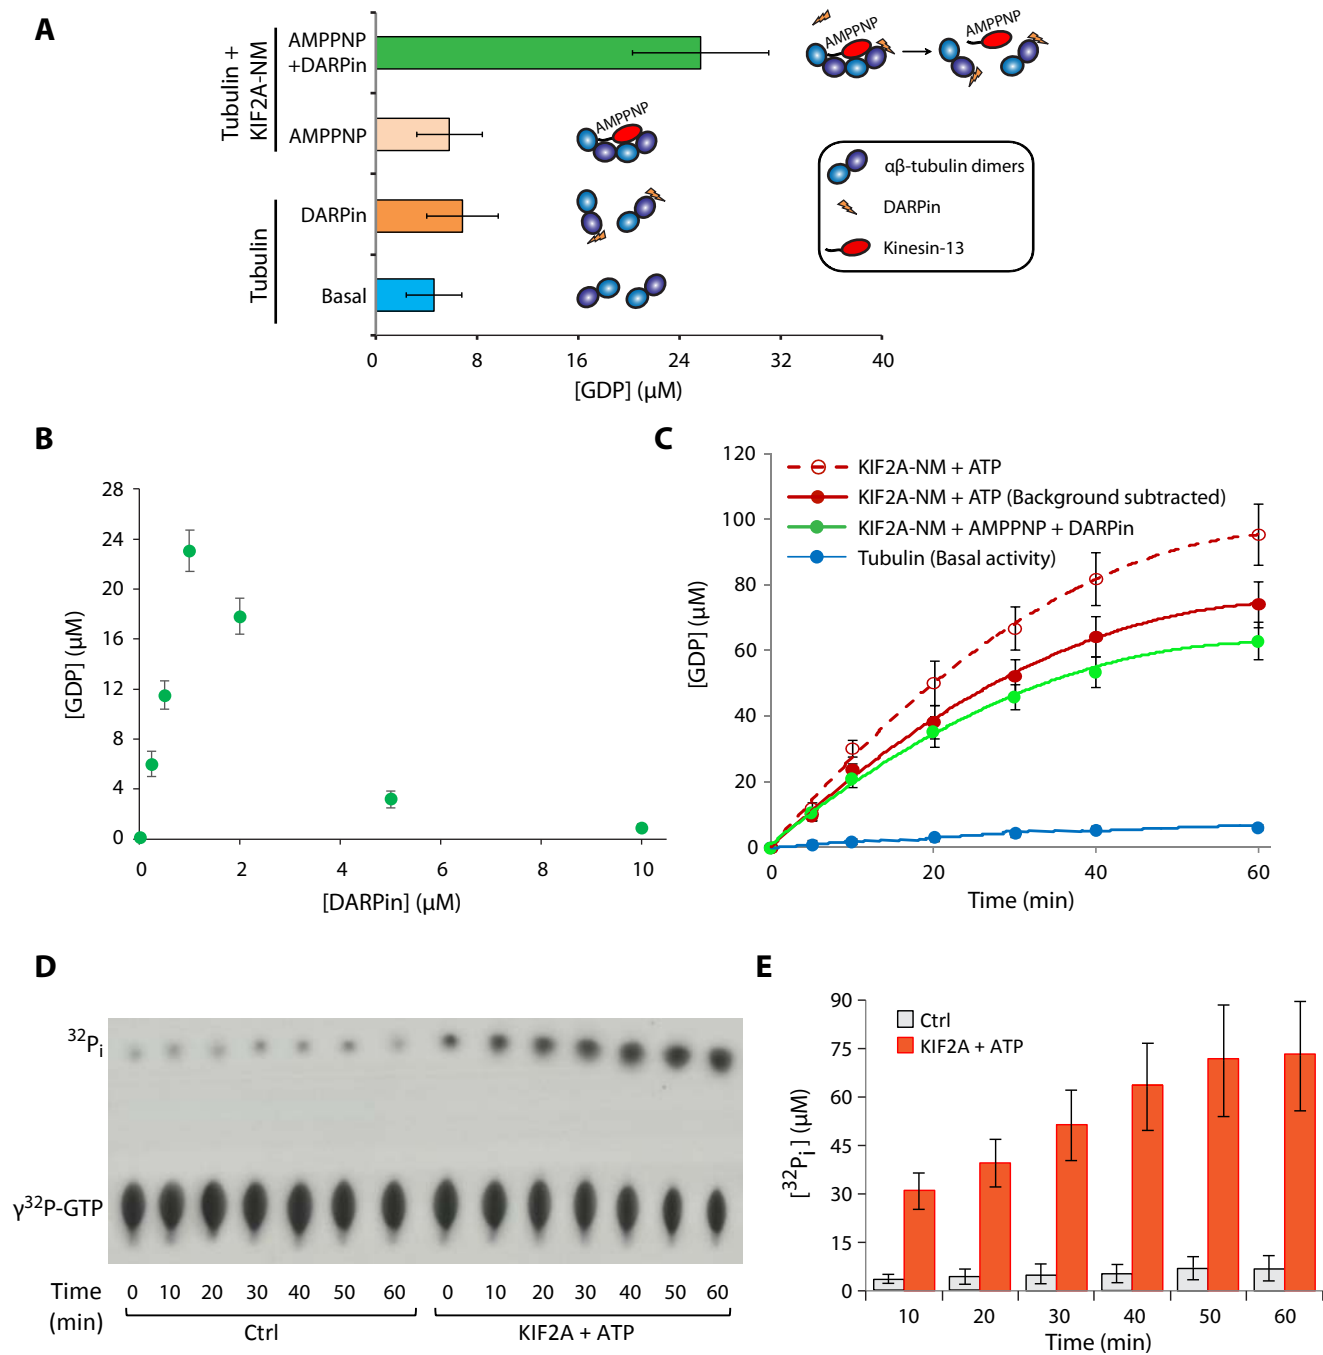 A
Tubulin +
KIF2A-NM
AMPPNP
+DARPin
AMPPNP
Tubulin
DARPin
Basal
0 8 16 24 32 40
[GDP] (μM)
AMPPNP
AMPPNP
AMPPNP
αβ-tubulin dimers
DARPin
Kinesin-13
B
28
24
20
16
12
8
4
0
[GDP] (μM)
0 2 4 6 8 10
[DARPin] (μM)
C
120
100
80
60
40
20
0
[GDP] (μM)
KIF2A-NM + ATP
KIF2A-NM + ATP (Background subtracted)
KIF2A-NM + AMPPNP + DARPin
Tubulin (Basal activity)
0 20 40 60
Time (min)
D
32Pi
γ32P-GTP
Time
(min)
0 10 20 30 40 50 60 0 10 20 30 40 50 60
Ctrl KIF2A + ATP
E
90
75
60
45
30
15
0
[32Pi] (μM)
Ctrl
KIF2A + ATP
10 20 30 40 50 60
Time (min)